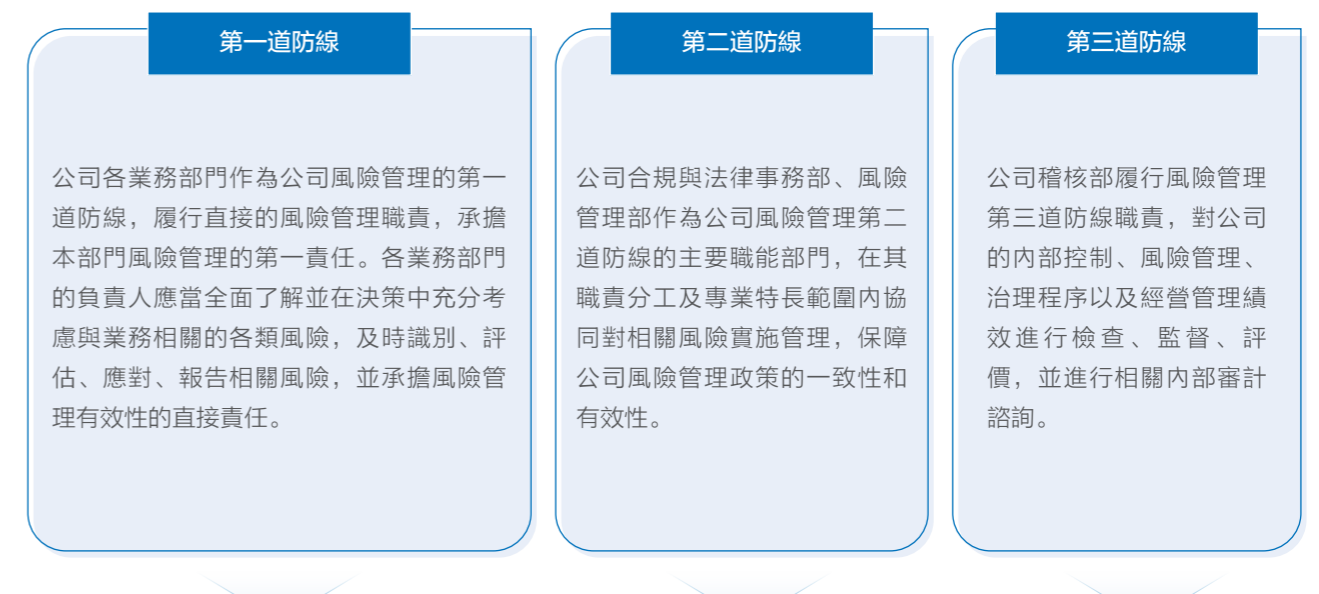 第一道防線
公司各業務部門作為公司風險管理的第一
道防線，履行直接的風險管理職責，承擔
本部門風險管理的第一責任。各業務部門
的負責人應當全面了解並在決策中充分考
慮與業務相關的各類風險，及時識別、評
估、應對、報告相關風險，並承擔風險管
理有效性的直接責任。
第二道防線
公司合規與法律事務部、風險
管理部作為公司風險管理第二
道防線的主要職能部門，在其
職責分工及專業特長範圍內協
同對相關風險實施管理，保障
公司風險管理政策的一致性和
有效性。
第三道防線
公司稽核部履行風險管理
第三道防線職責，對公司
的內部控制、風險管理、
治理程序以及經營管理績
效進行檢查、監督、評
價，並進行相關內部審計
諮詢。